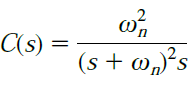 C(s) = ω_n^2 / ((s + ω_n)^2 s)